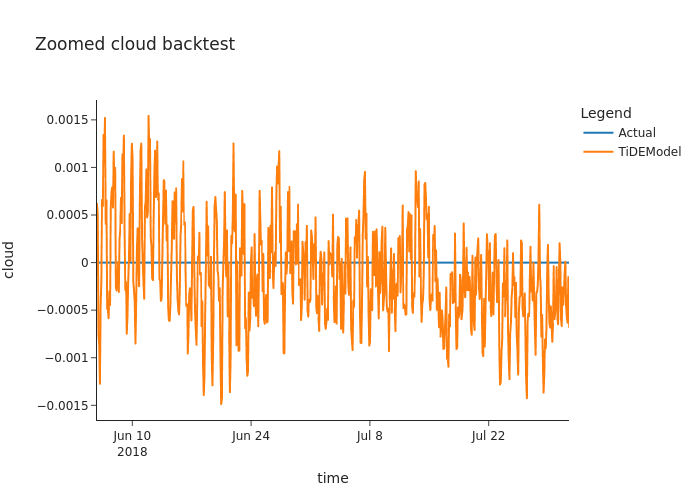 Zoomed cloud backtest
Legend
Actual
TiDEModel
cloud
0.0015
0.001
0.0005
0
−0.0005
−0.001
−0.0015
Jun 10
2018
Jun 24
Jul 8
Jul 22
time